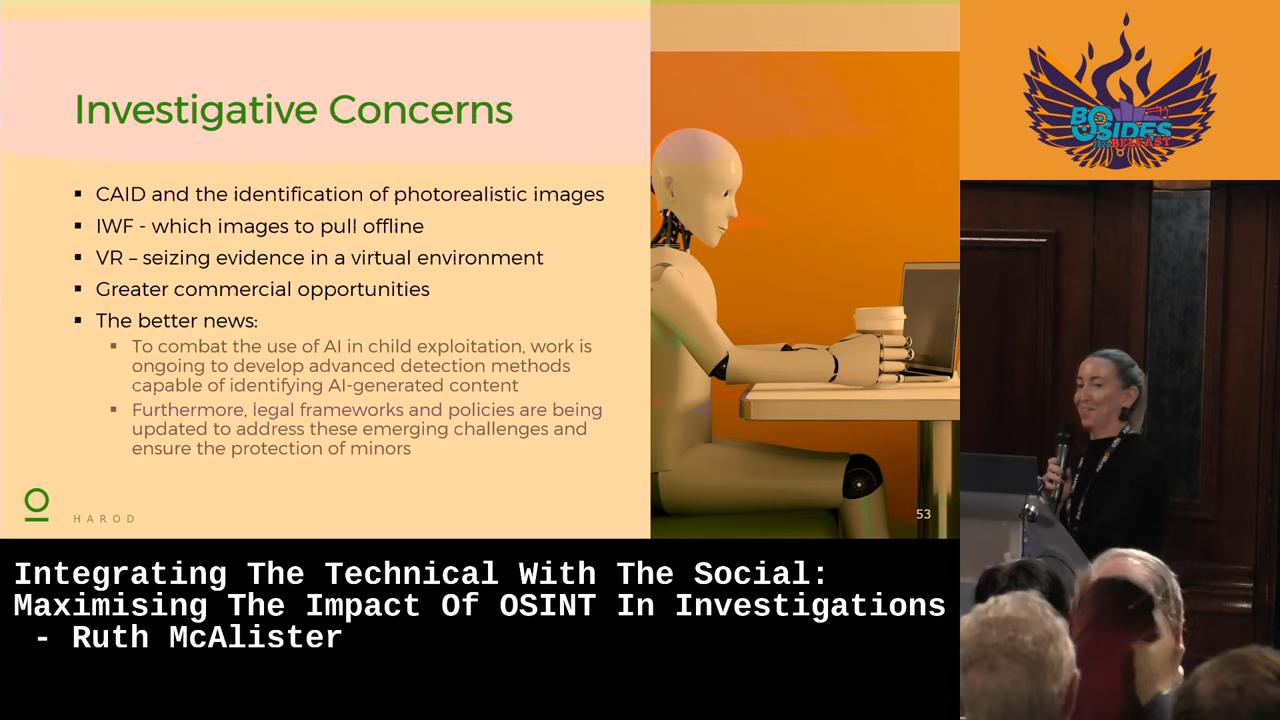 Investigative Concerns
▪ CAID and the identification of photorealistic images
▪ IWF - which images to pull offline
▪ VR – seizing evidence in a virtual environment
▪ Greater commercial opportunities
▪ The better news:
▪ To combat the use of AI in child exploitation, work is
ongoing to develop advanced detection methods
capable of identifying AI-generated content
▪ Furthermore, legal frameworks and policies are being
updated to address these emerging challenges and
ensure the protection of minors
HAROD
53
BSIDES
BELFAST
Integrating The Technical With The Social:
Maximising The Impact Of OSINT In Investigations
- Ruth McAlister